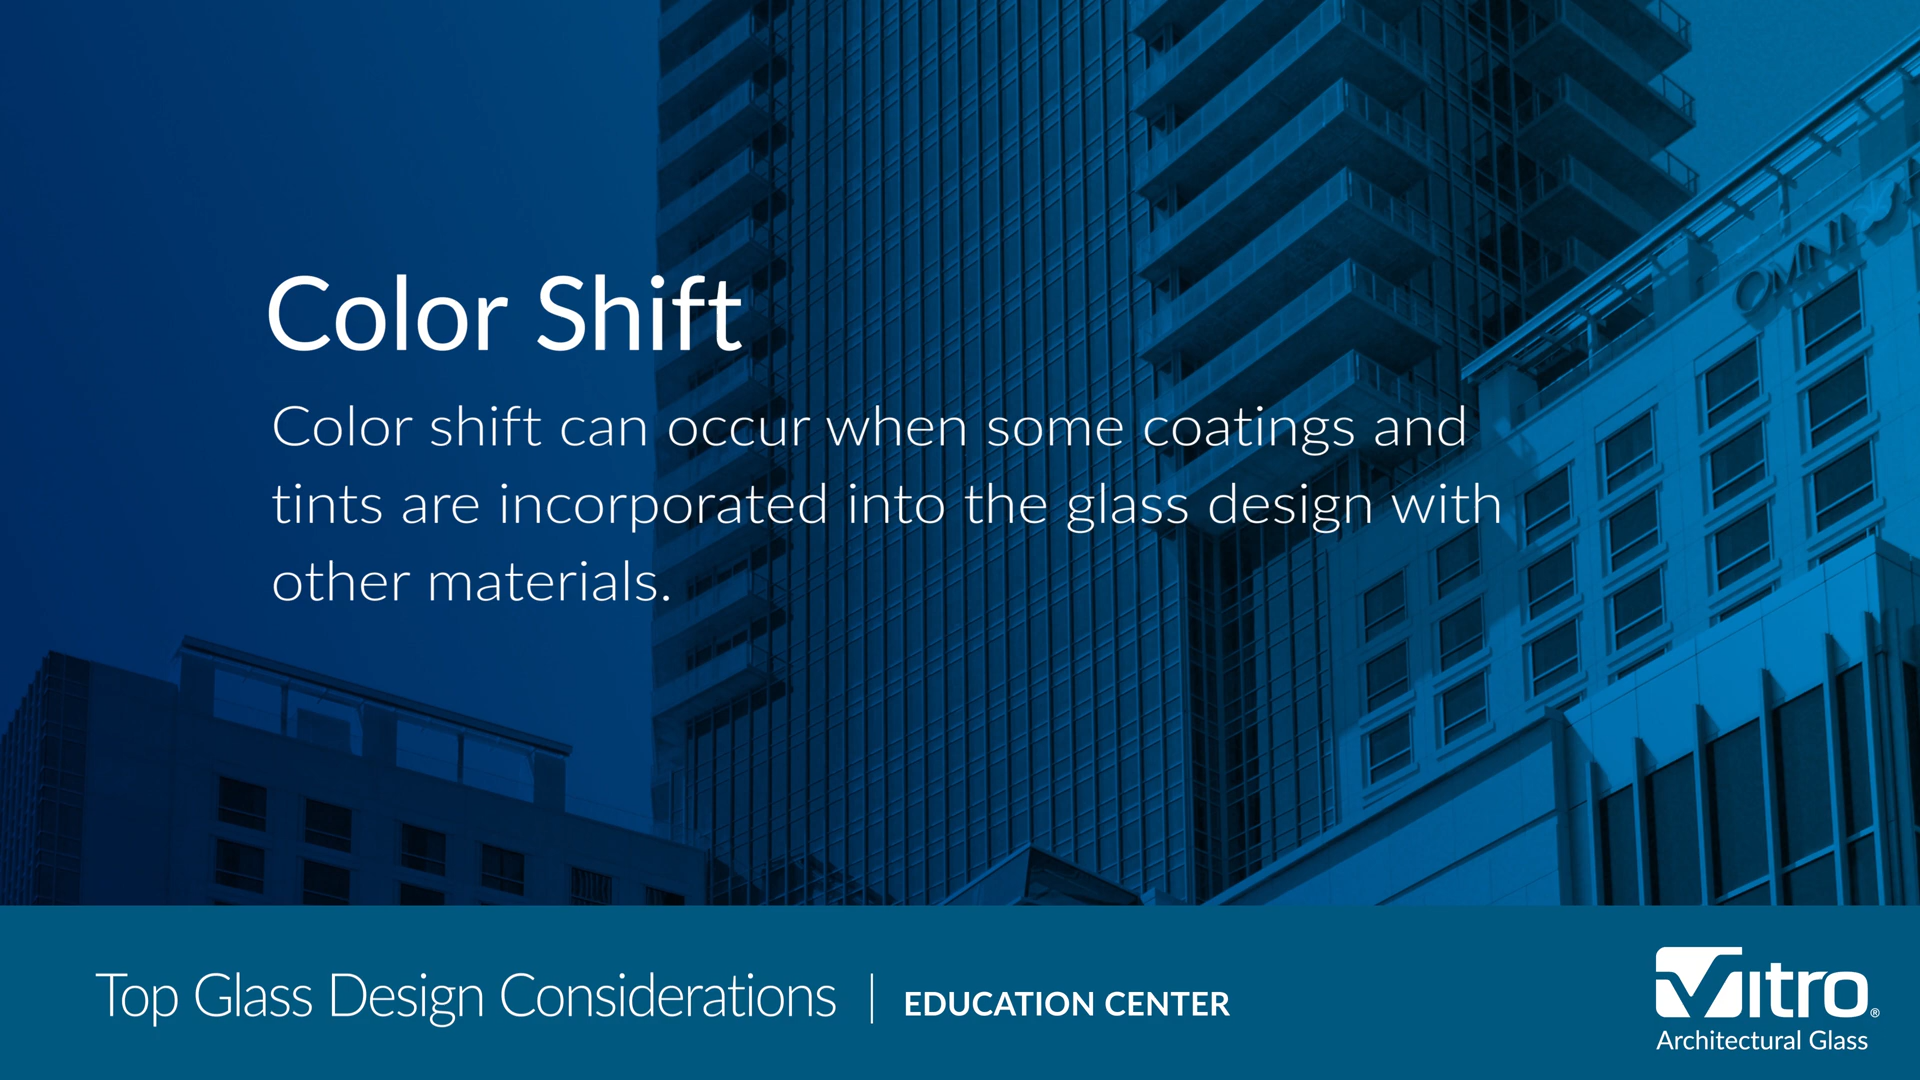 OMNI
Color Shift
Color shift can occur when some coatings and
tints are incorporated into the glass design with
other materials.
Top Glass Design Considerations | EDUCATION CENTER
Vitro®
Architectural Glass